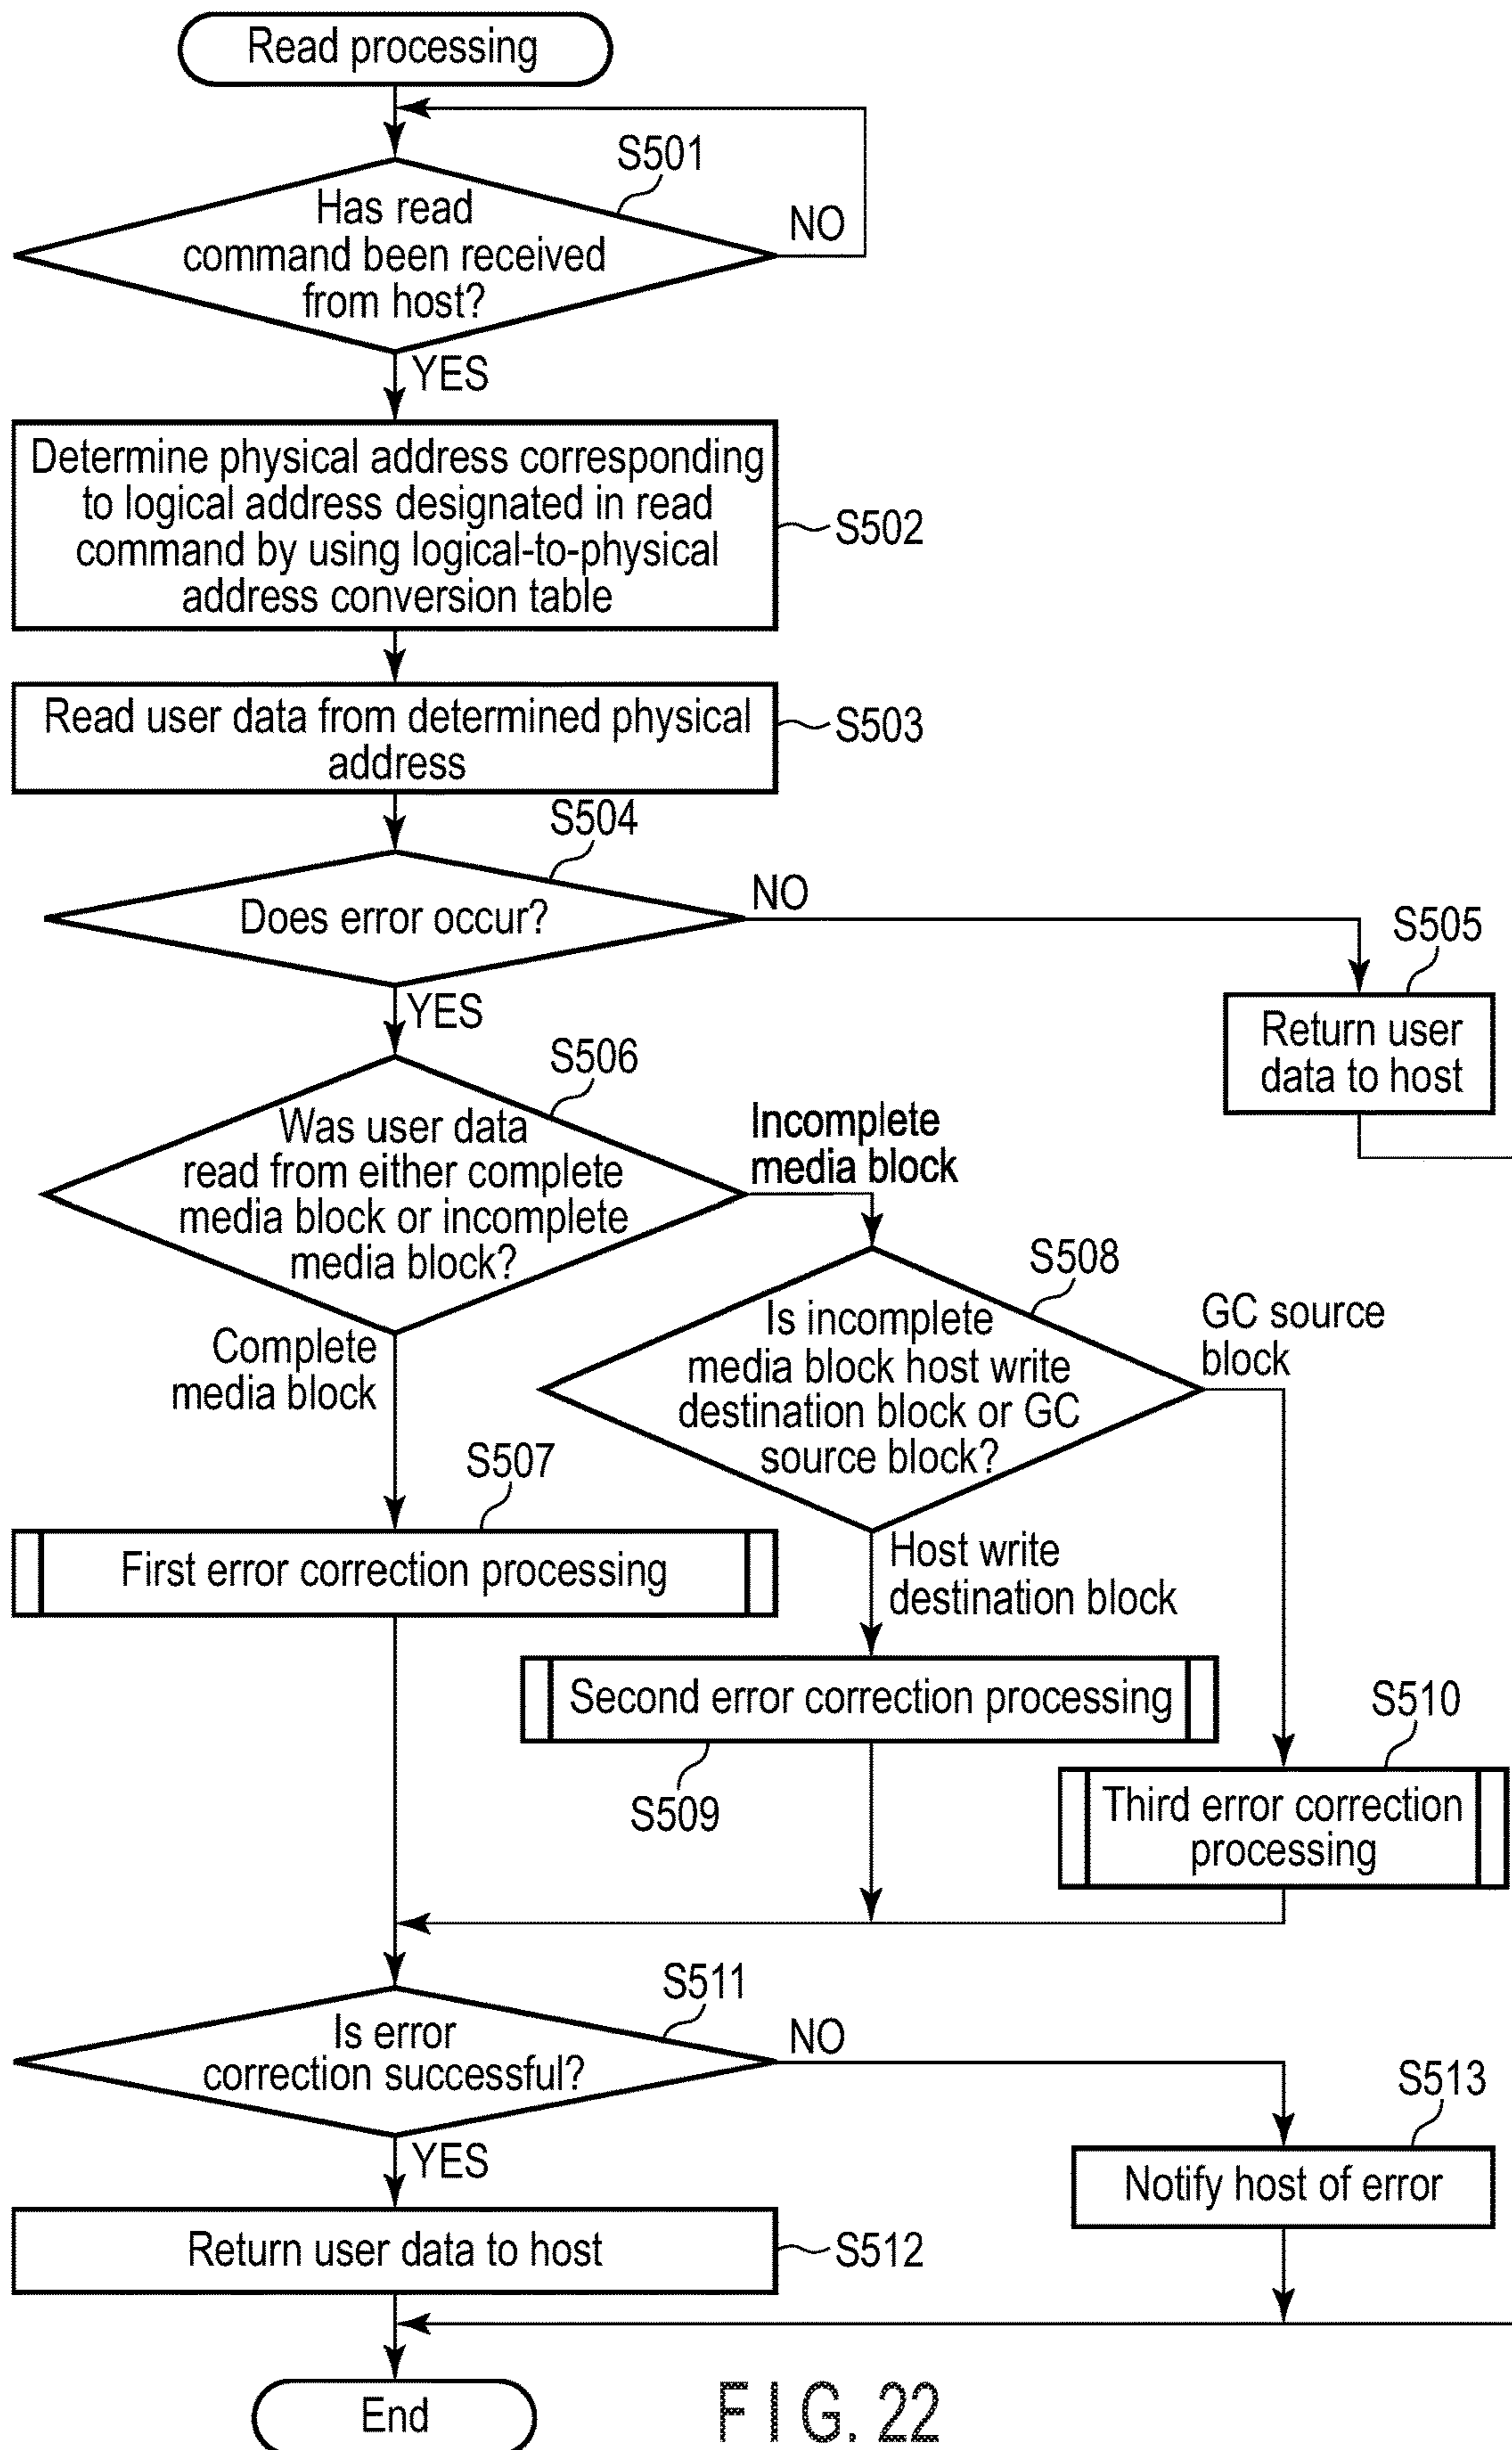 Read processing
S501
Has read
command been received
from host?
NO
YES
Determine physical address corresponding
to logical address designated in read
command by using logical-to-physical
address conversion table
S502
Read user data from determined physical
address
S503
S504
Does error occur?
NO
S505
Return user
data to host
YES
S506
Was user data
read from either complete
media block or incomplete
media block?
Incomplete
media block
S508
Is incomplete
media block host write
destination block or GC
source block?
GC source
block
Complete
media block
S507
First error correction processing
Host write
destination block
Second error correction processing
S509
S510
Third error correction
processing
S511
Is error
correction successful?
NO
S513
Notify host of error
YES
Return user data to host
S512
End
FIG. 22